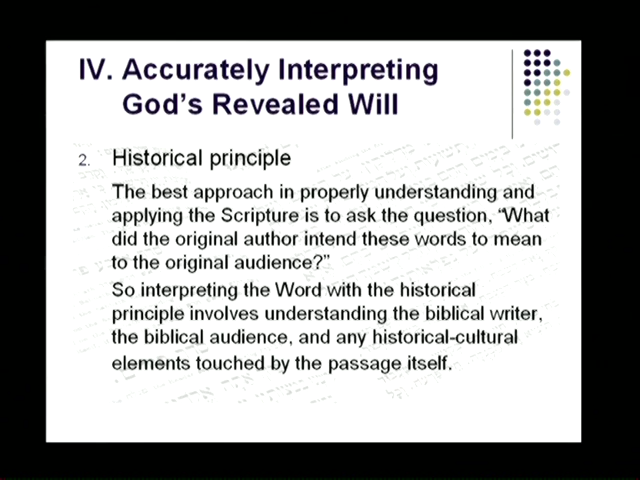 IV. Accurately Interpreting
God's Revealed Will
2. Historical principle
The best approach in properly understanding and
applying the Scripture is to ask the question, "What
did the original author intend these words to mean
to the original audience?"
So interpreting the Word with the historical
principle involves understanding the biblical writer,
the biblical audience, and any historical-cultural
elements touched by the passage itself.